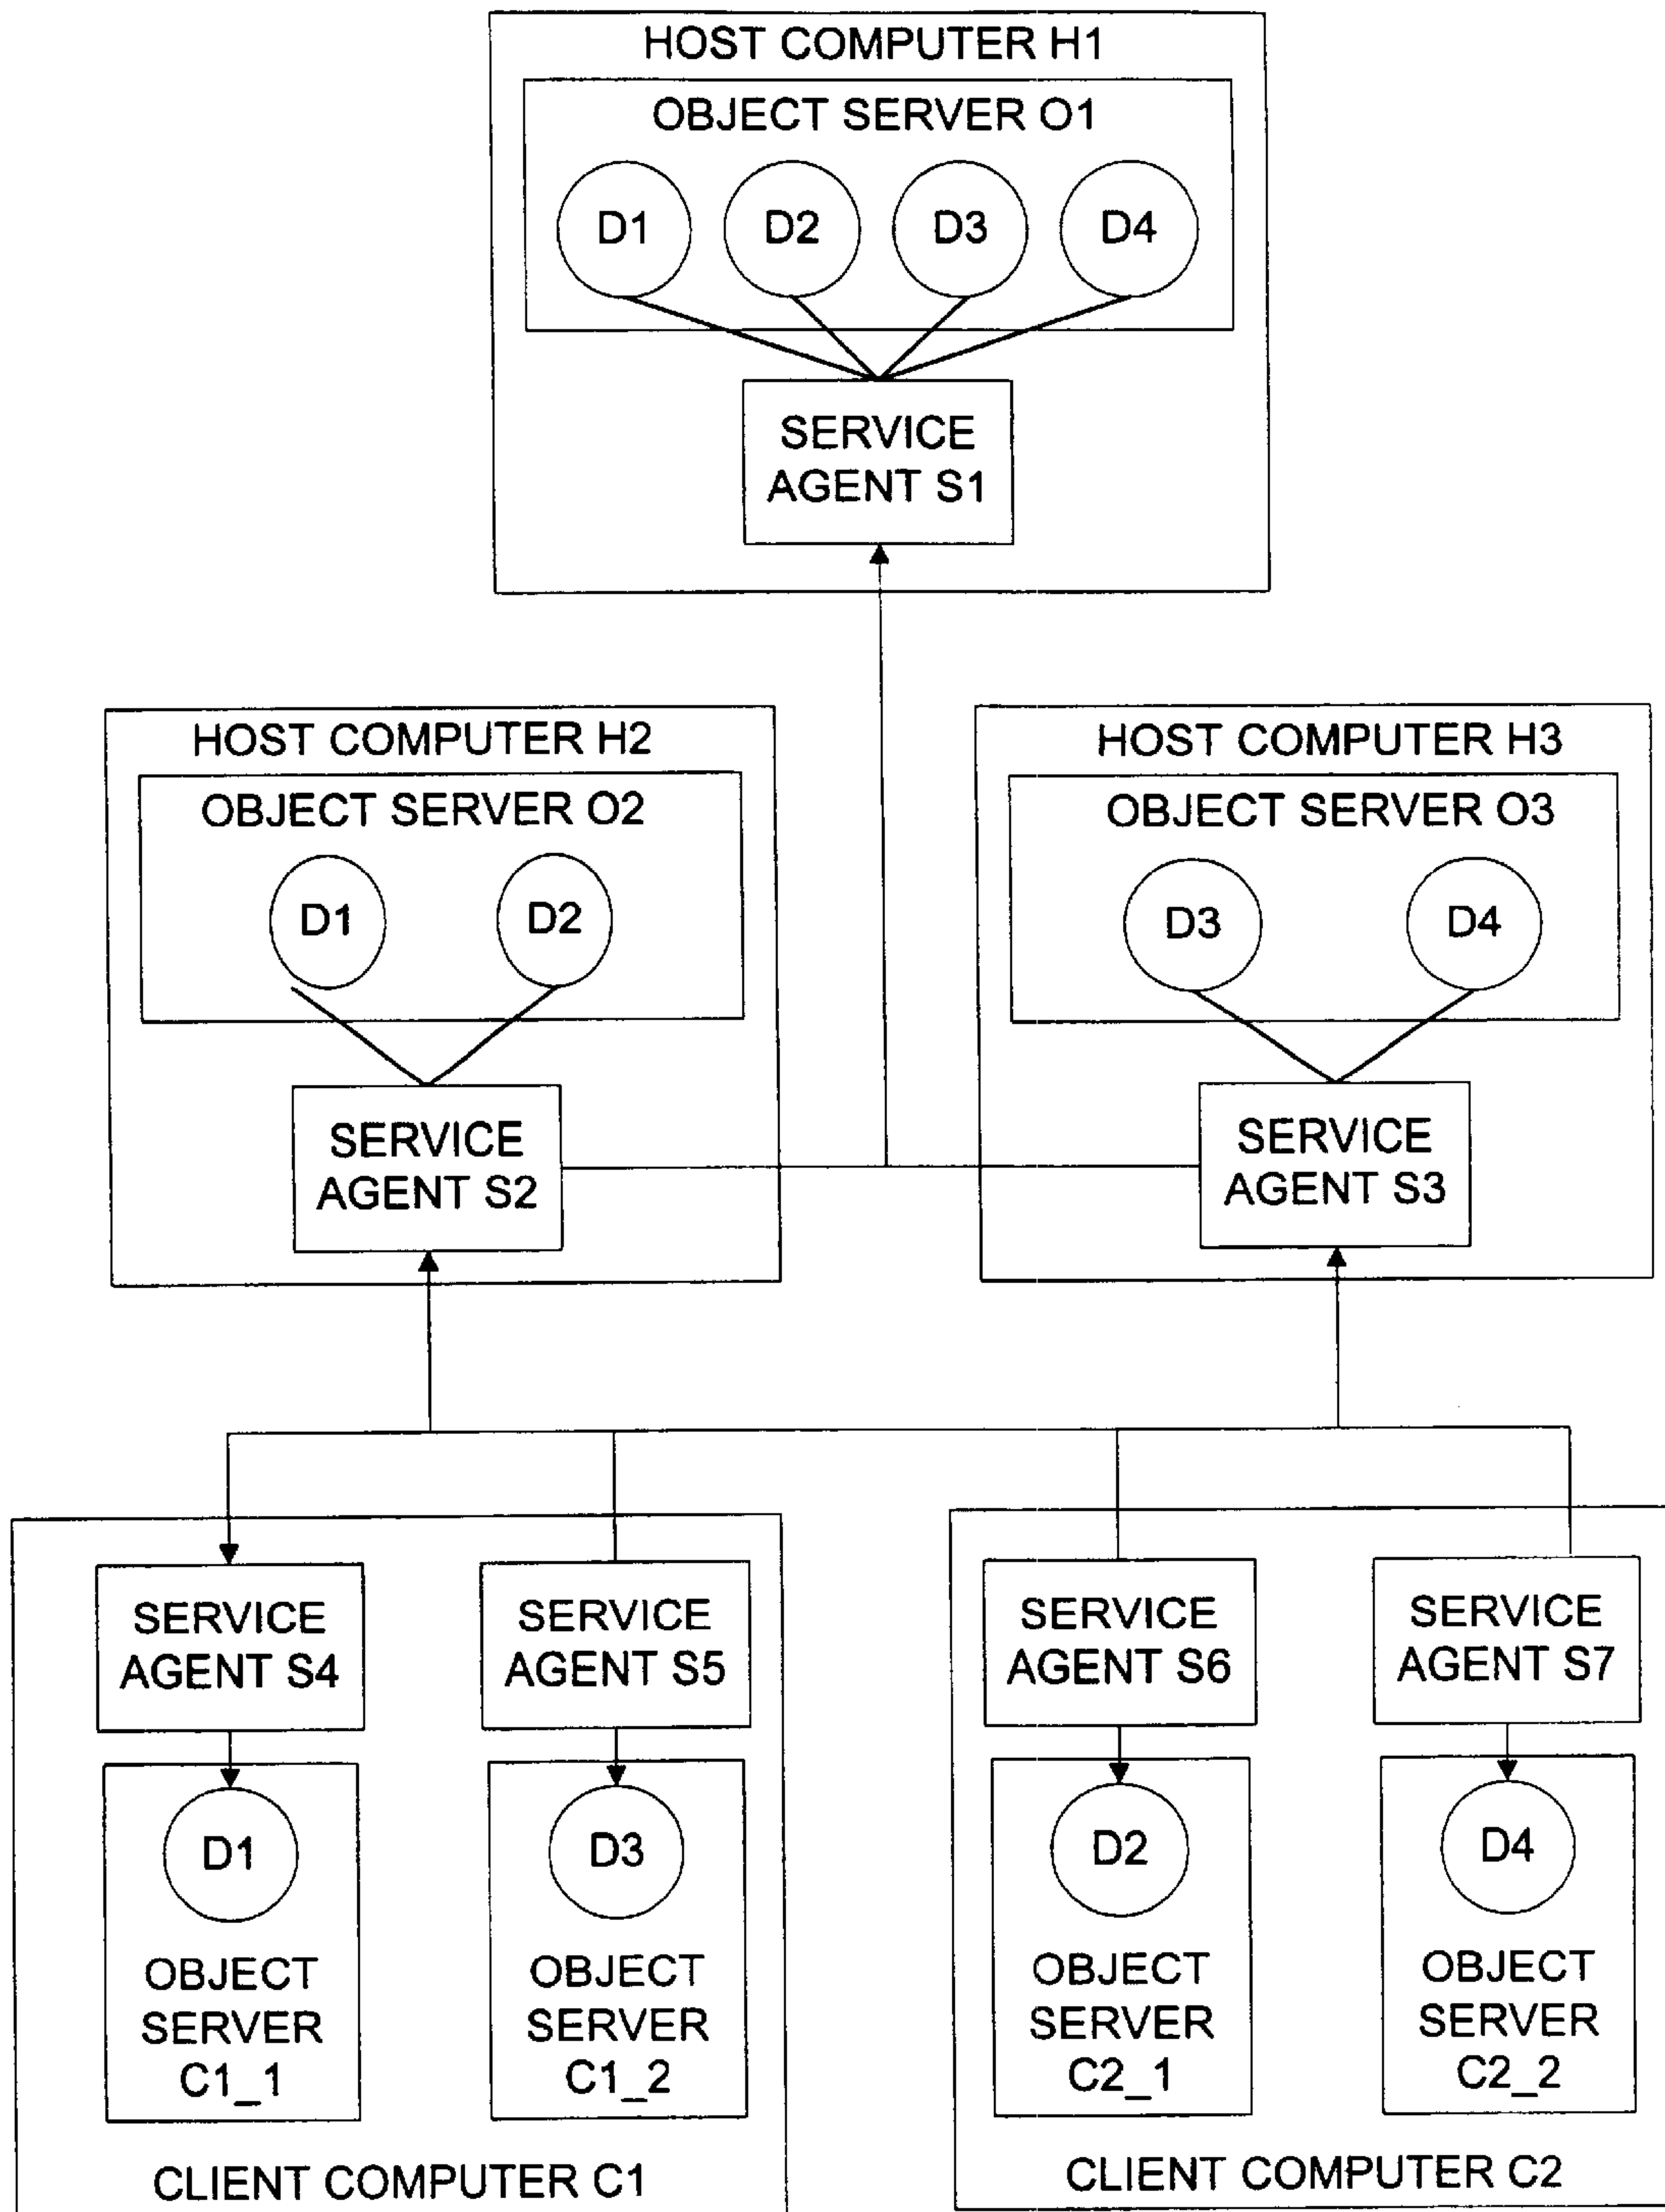 HOST COMPUTER H1
OBJECT SERVER O1
D1 D2 D3 D4
SERVICE
AGENT S1
HOST COMPUTER H2
OBJECT SERVER O2
D1 D2
SERVICE
AGENT S2
HOST COMPUTER H3
OBJECT SERVER O3
D3 D4
SERVICE
AGENT S3
SERVICE
AGENT S4
D1
OBJECT
SERVER
C1_1
SERVICE
AGENT S5
D3
OBJECT
SERVER
C1_2
CLIENT COMPUTER C1
SERVICE
AGENT S6
D2
OBJECT
SERVER
C2_1
SERVICE
AGENT S7
D4
OBJECT
SERVER
C2_2
CLIENT COMPUTER C2